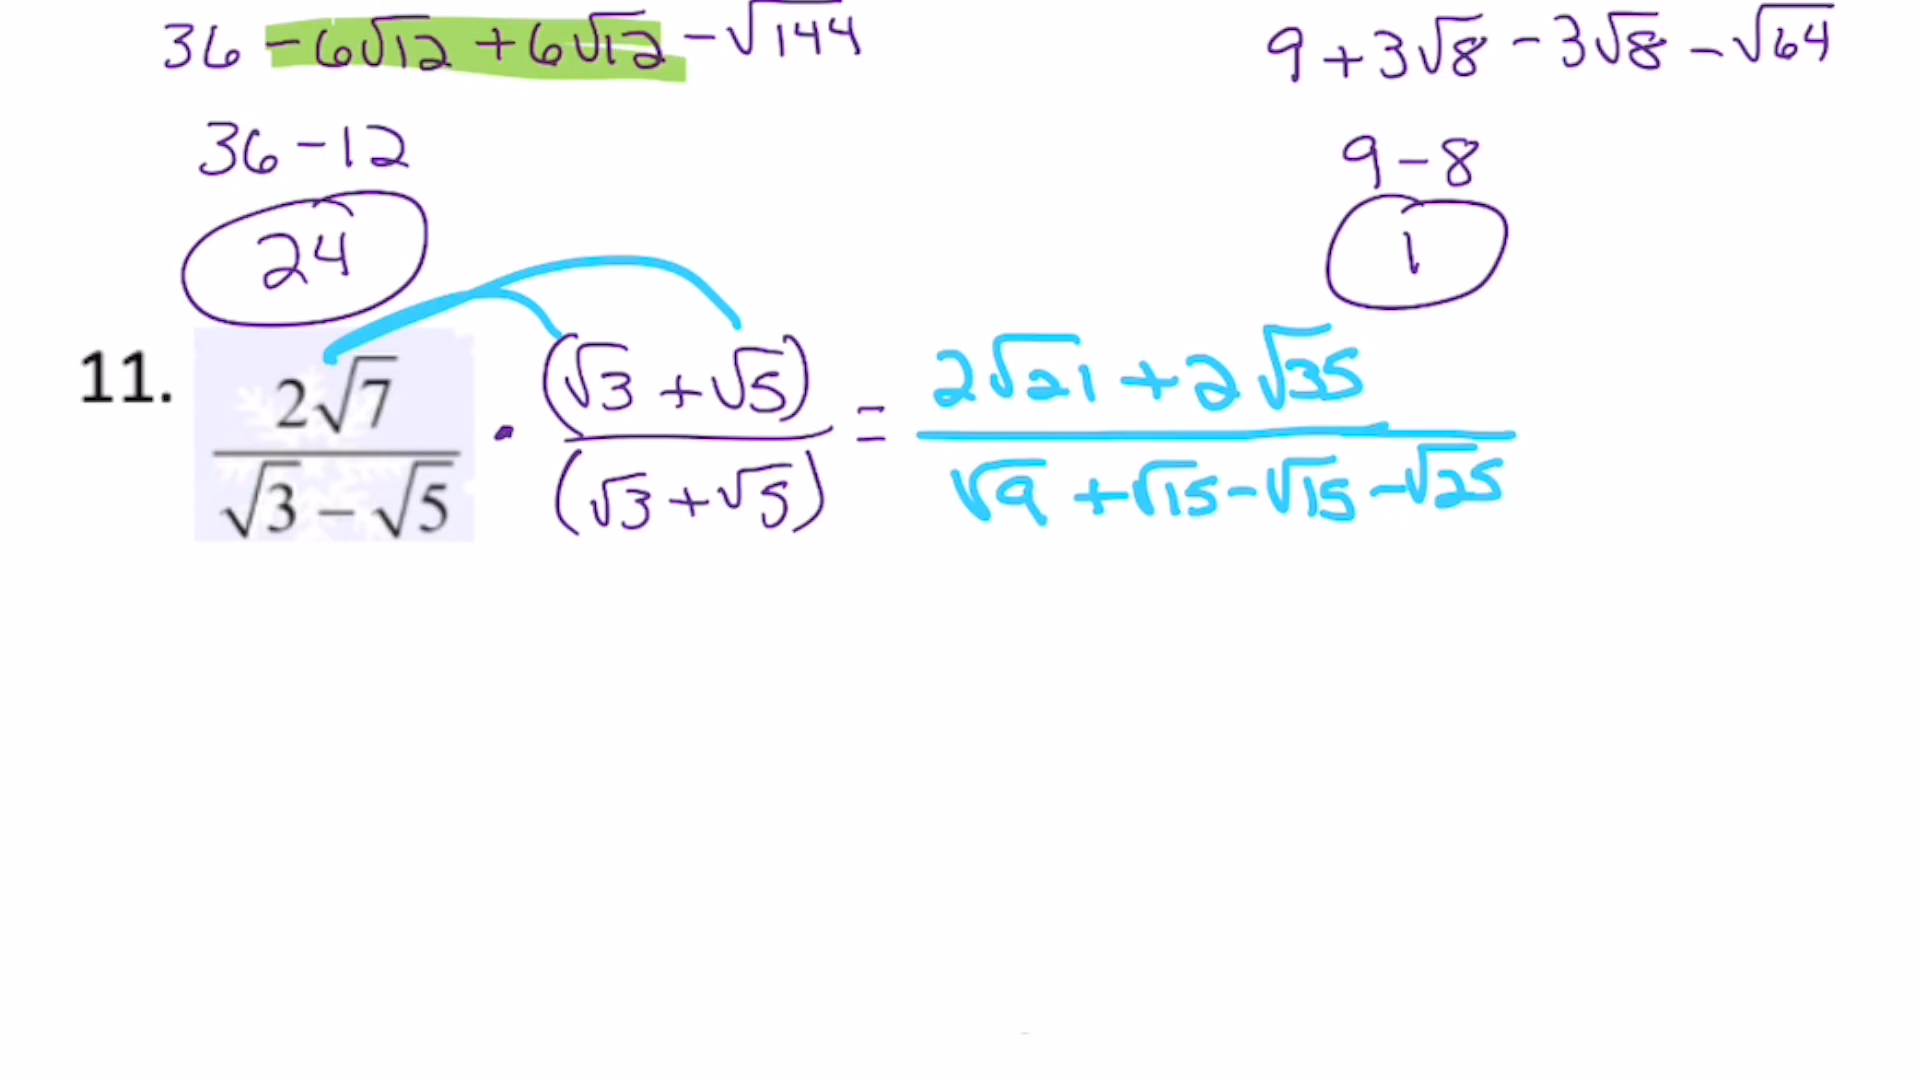 36 - 6√12 + 6√12 - √144
9 + 3√8 - 3√8 - √64
36 - 12
9 - 8
24
1
11. 2√7 / (√3 - √5) · (√3 + √5) / (√3 + √5) = (2√21 + 2√35) / (√9 + √15 - √15 - √25)